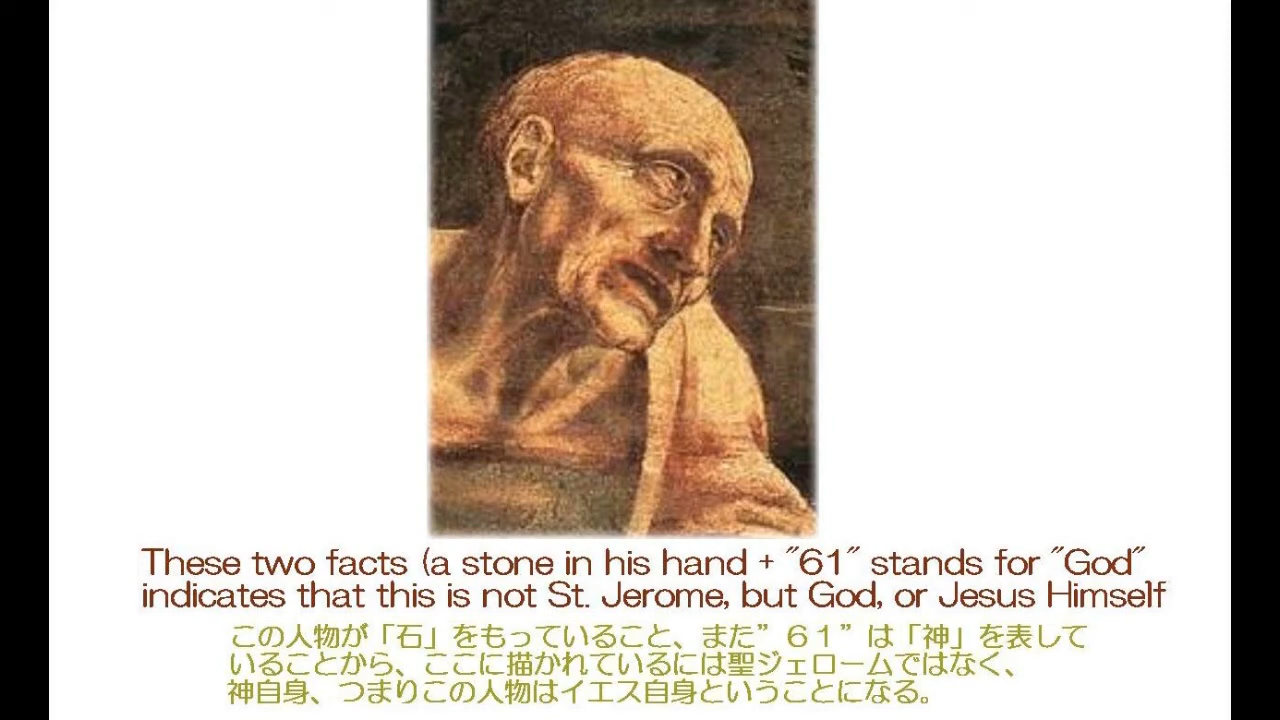 These two facts (a stone in his hand + "61" stands for "God"
indicates that this is not St. Jerome, but God, or Jesus Himself
この人物が「石」をもっていること、また”６１”は「神」を表して
いることから、ここに描かれているには聖ジェロームではなく、
神自身、つまりこの人物はイエス自身ということになる。